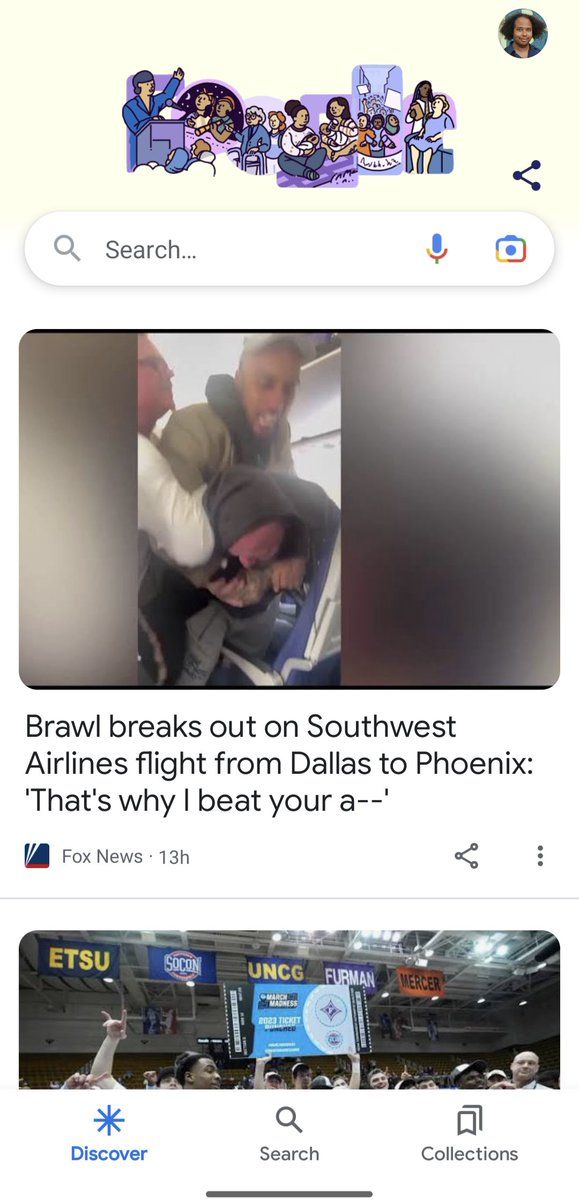 Search...
Brawl breaks out on Southwest
Airlines flight from Dallas to Phoenix:
'That's why I beat your a--'
Fox News · 13h
ETSU
SOCON
UNCG
FURMAN
MERCER
MARCH
MADNESS
2023 TICKET
PUNCHED
Discover
Search
Collections